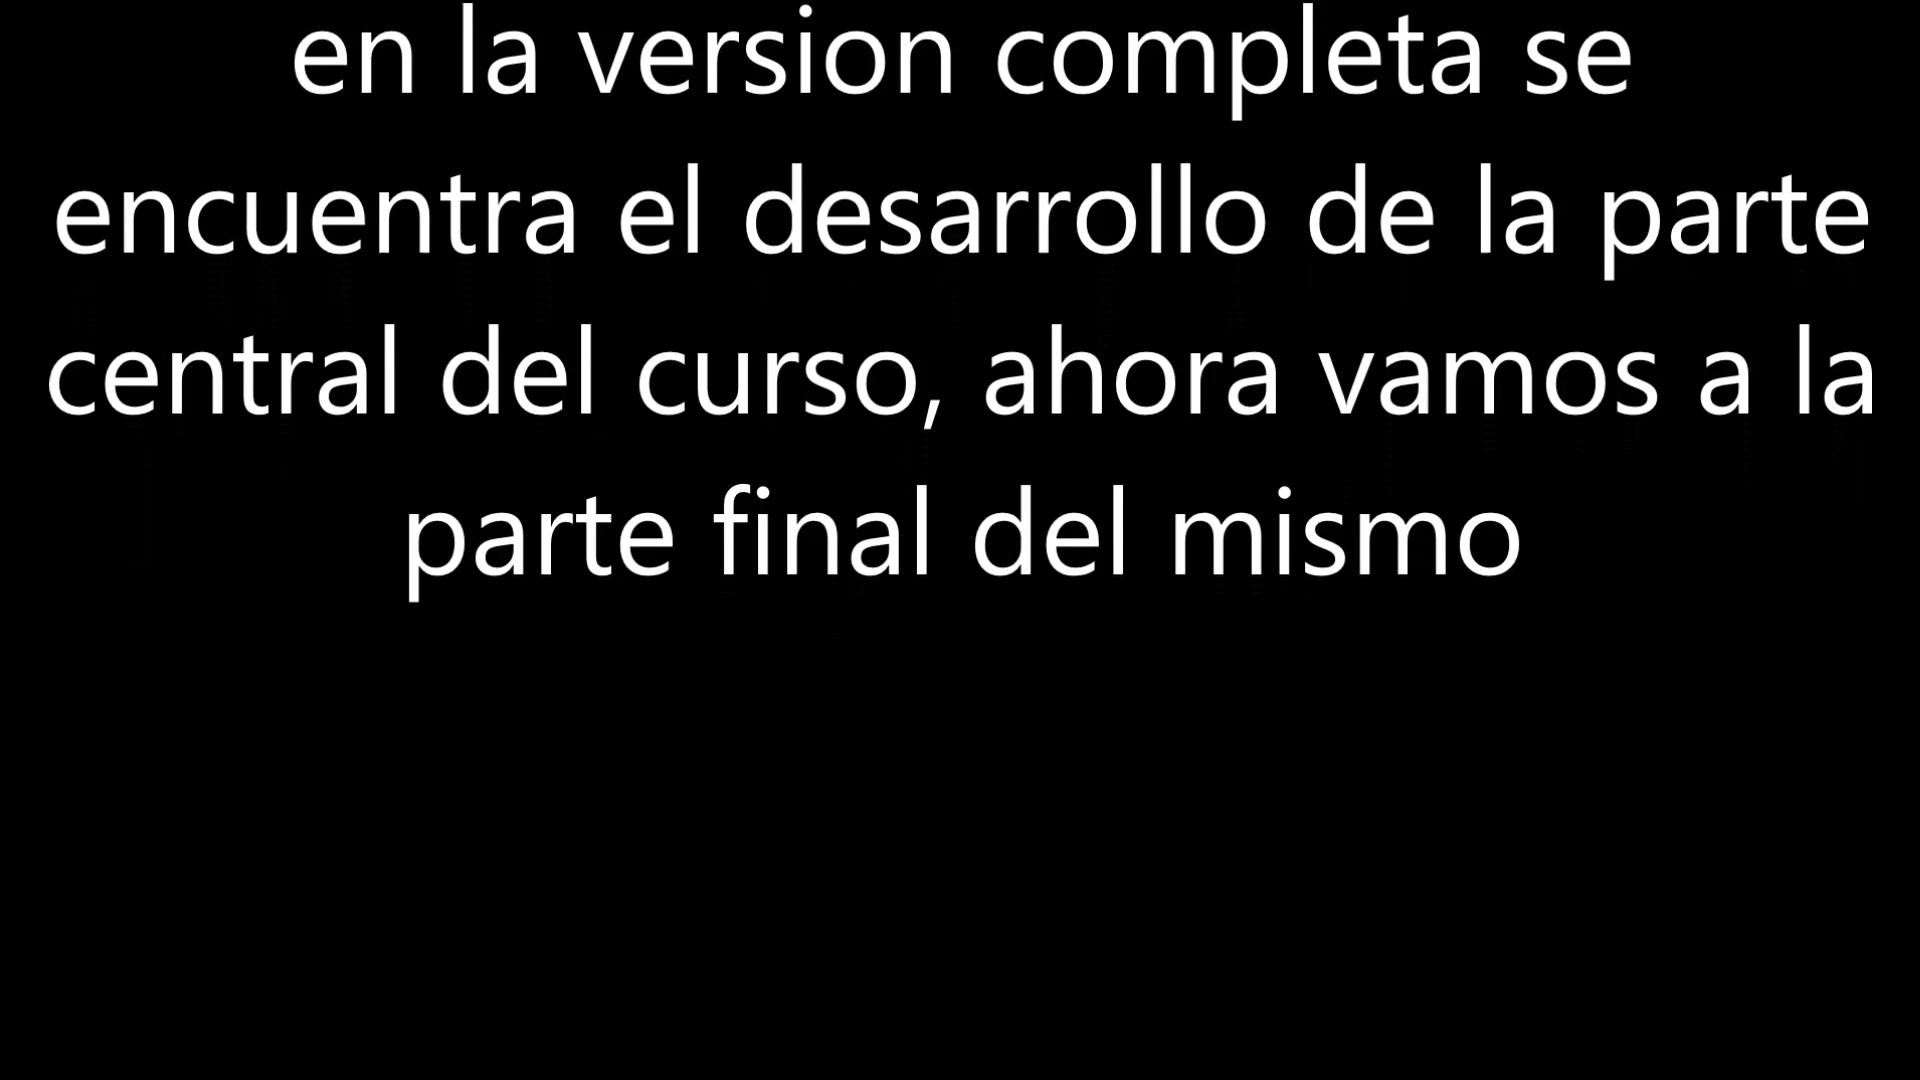 en la version completa se
encuentra el desarrollo de la parte
central del curso, ahora vamos a la
parte final del mismo